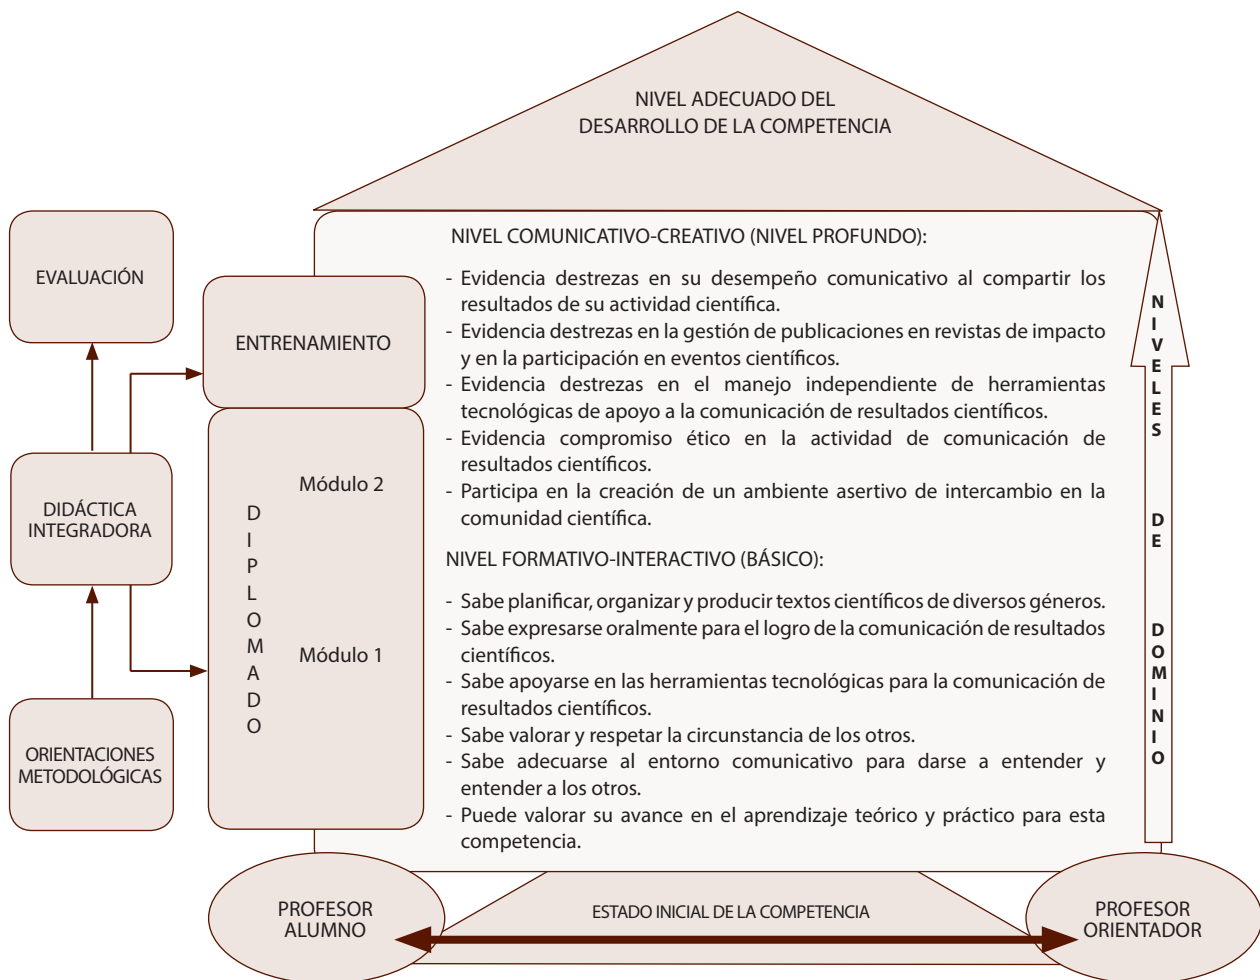 NIVEL ADECUADO DEL
DESARROLLO DE LA COMPETENCIA
EVALUACIÓN
DIDÁCTICA
INTEGRADORA
ORIENTACIONES
METODOLÓGICAS
ENTRENAMIENTO
DIPLOMADO
Módulo 2
Módulo 1
NIVEL COMUNICATIVO-CREATIVO (NIVEL PROFUNDO):
- Evidencia destrezas en su desempeño comunicativo al compartir los
resultados de su actividad científica.
- Evidencia destrezas en la gestión de publicaciones en revistas de impacto
y en la participación en eventos científicos.
- Evidencia destrezas en el manejo independiente de herramientas
tecnológicas de apoyo a la comunicación de resultados científicos.
- Evidencia compromiso ético en la actividad de comunicación de
resultados científicos.
- Participa en la creación de un ambiente asertivo de intercambio en la
comunidad científica.
NIVEL FORMATIVO-INTERACTIVO (BÁSICO):
- Sabe planificar, organizar y producir textos científicos de diversos géneros.
- Sabe expresarse oralmente para el logro de la comunicación de resultados
científicos.
- Sabe apoyarse en las herramientas tecnológicas para la comunicación de
resultados científicos.
- Sabe valorar y respetar la circunstancia de los otros.
- Sabe adecuarse al entorno comunicativo para darse a entender y
entender a los otros.
- Puede valorar su avance en el aprendizaje teórico y práctico para esta
competencia.
NIVELES DE DOMINIO
PROFESOR
ALUMNO
ESTADO INICIAL DE LA COMPETENCIA
PROFESOR
ORIENTADOR